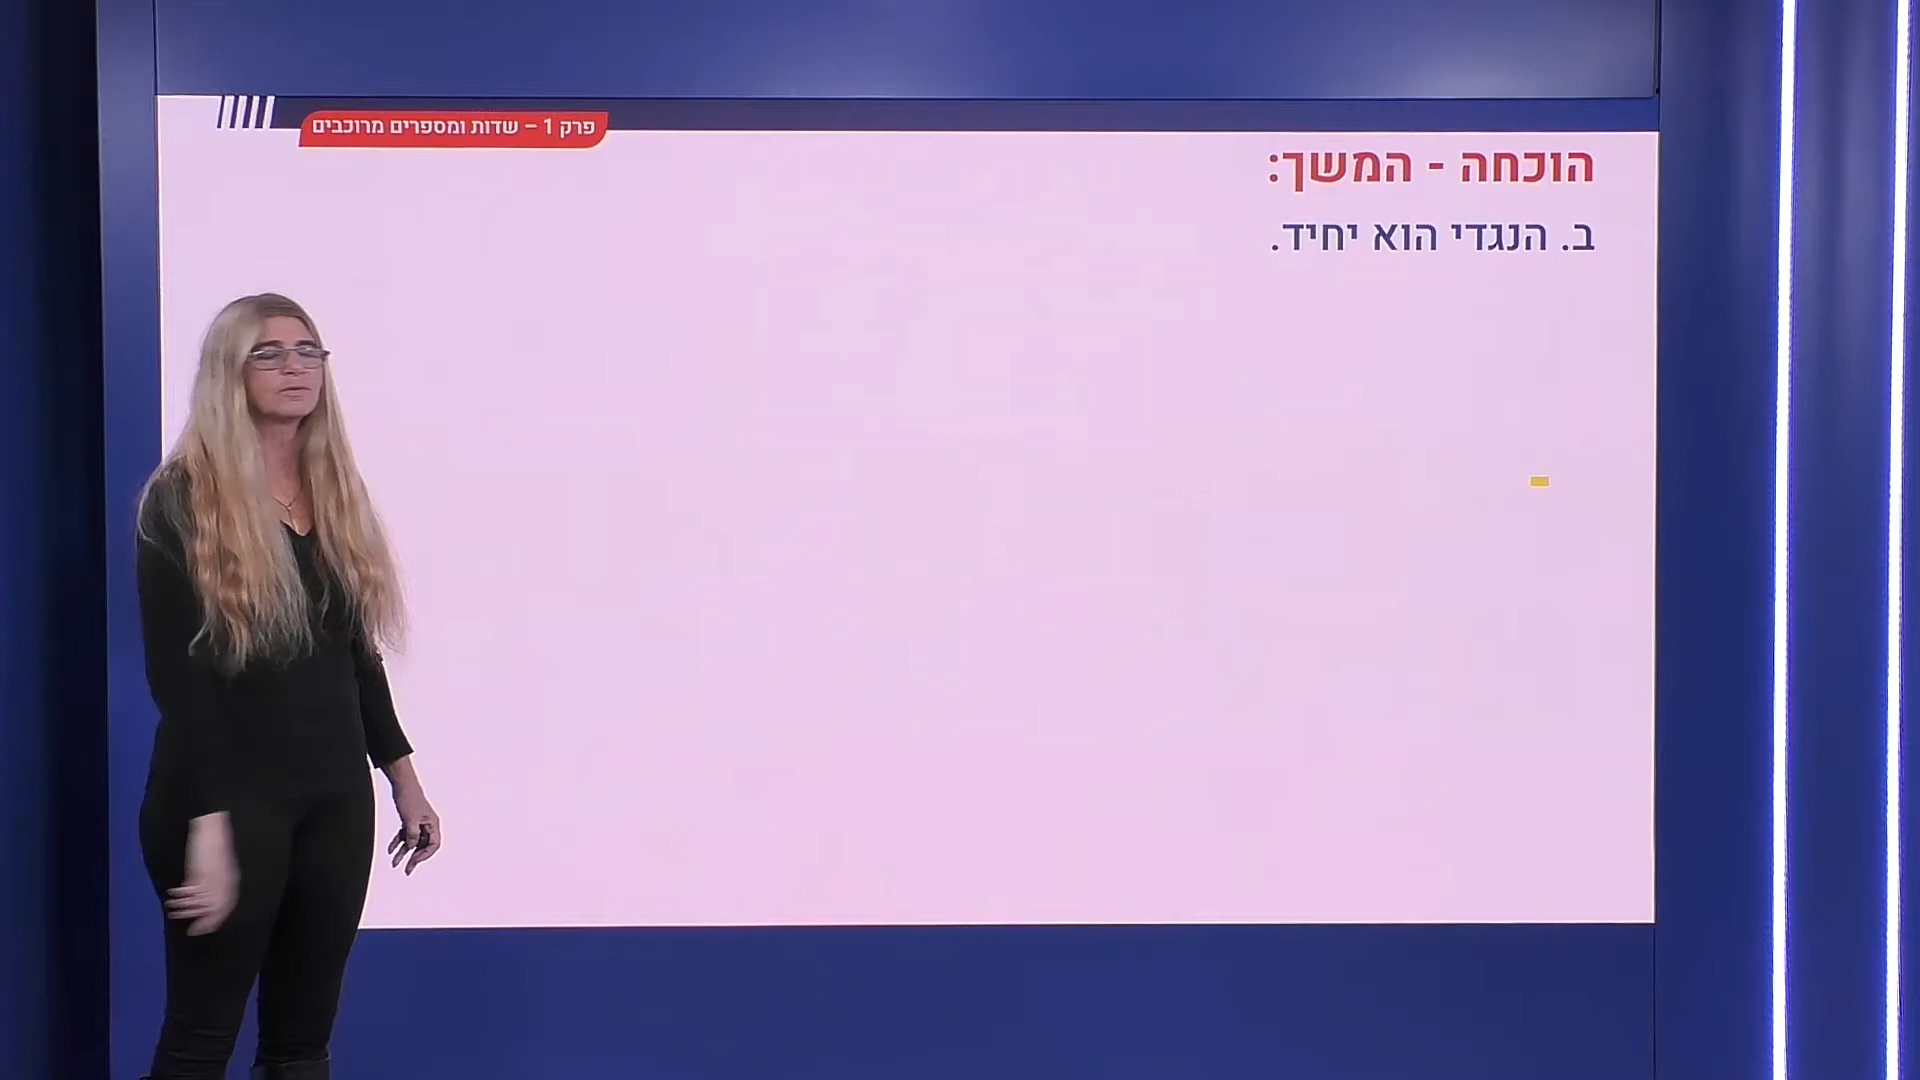 פרק 1 – שדות ומספרים מרוכבים
הוכחה - המשך:
ב. הנגדי הוא יחיד.